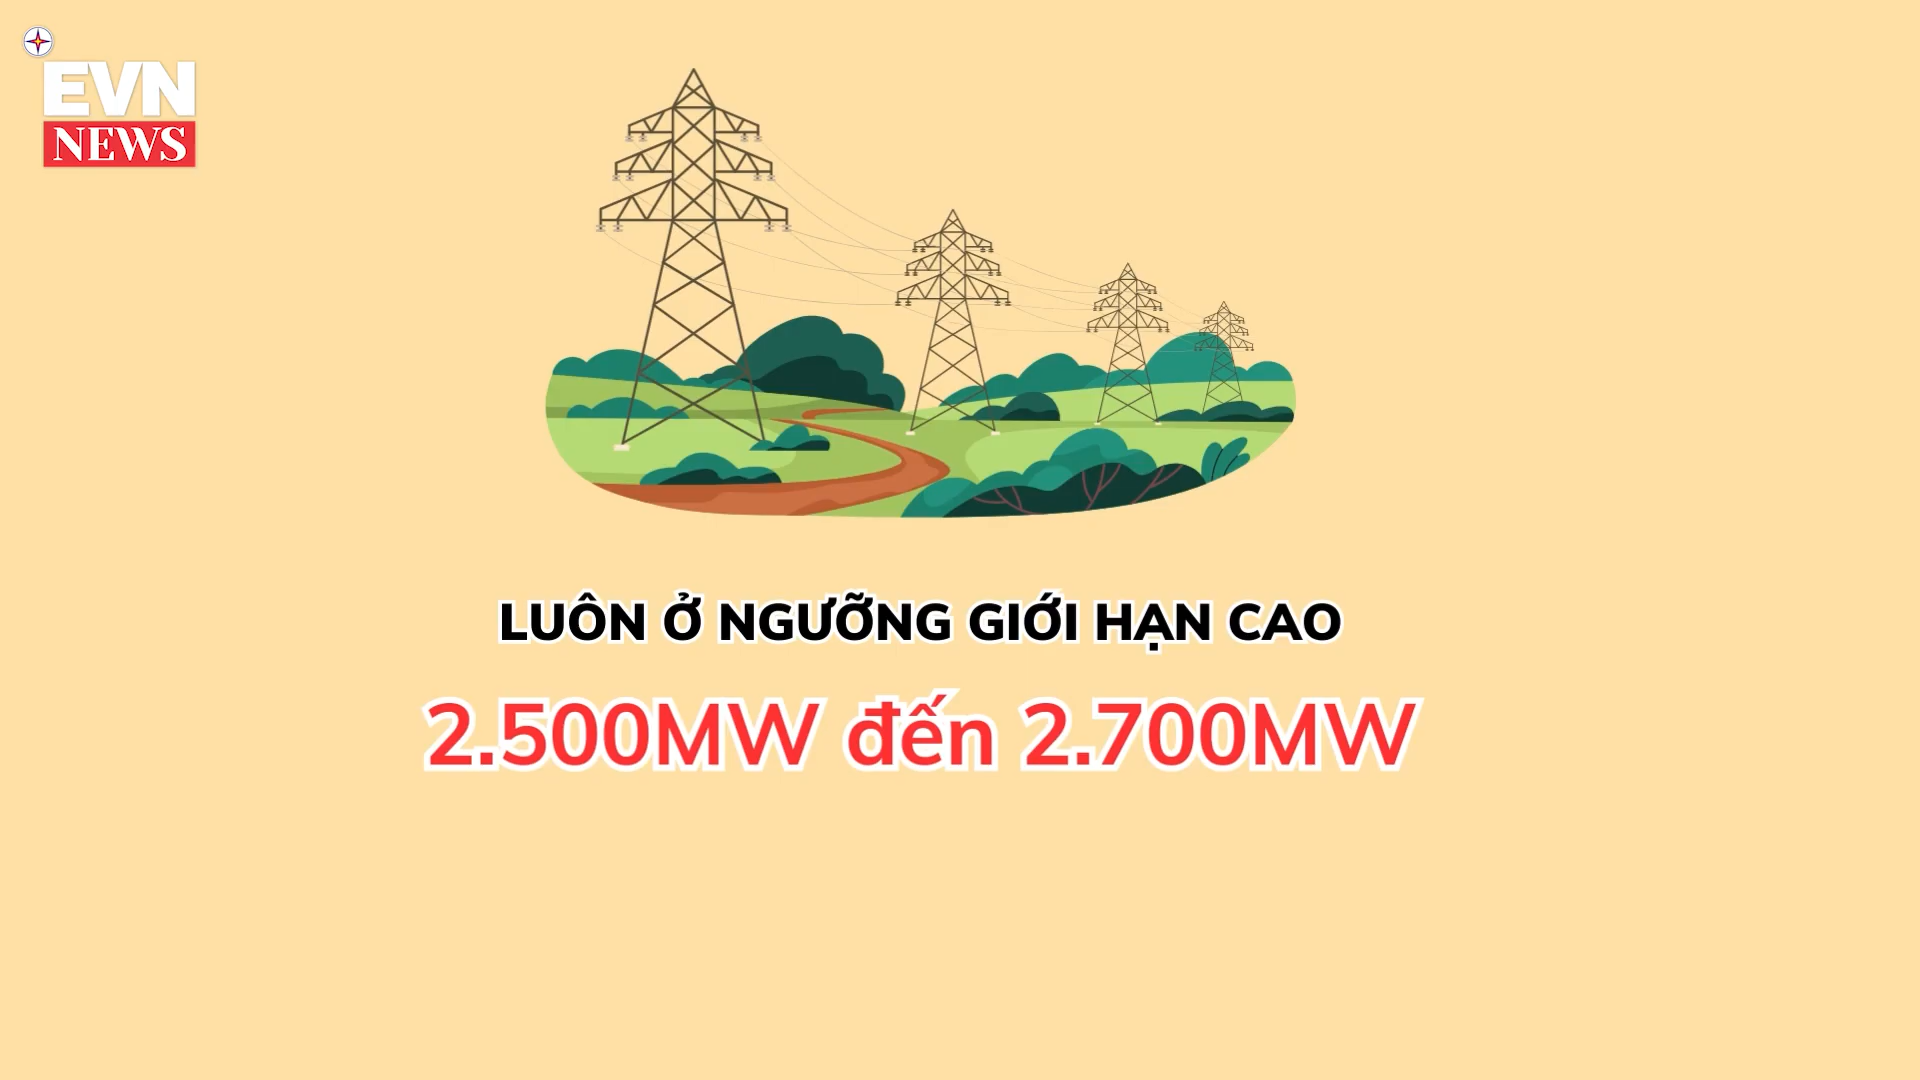 EVN
NEWS
LUÔN Ở NGƯỠNG GIỚI HẠN CAO
2.500MW đến 2.700MW